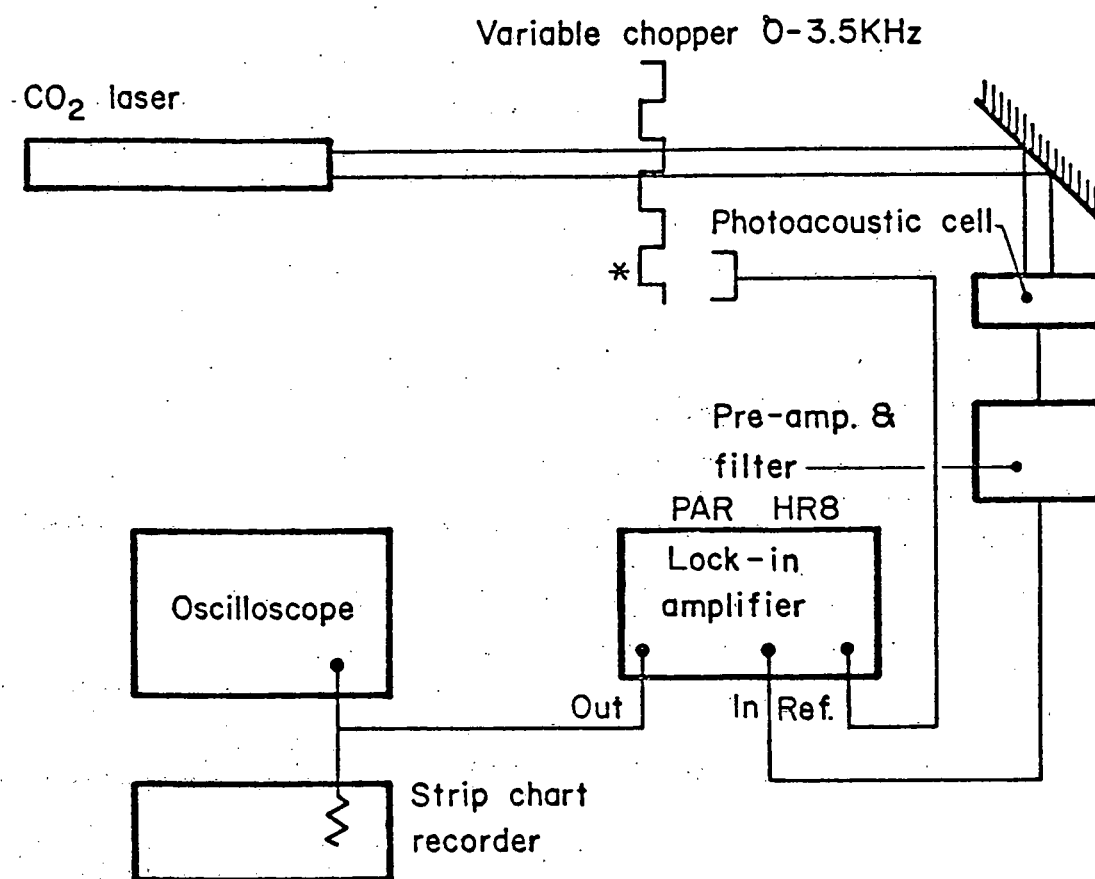 Variable chopper 0-3.5KHz
CO₂ laser
Photoacoustic cell
*
Pre-amp. &
filter
PAR HR8
Lock-in
amplifier
Oscilloscope
Out
In
Ref.
Strip chart
recorder